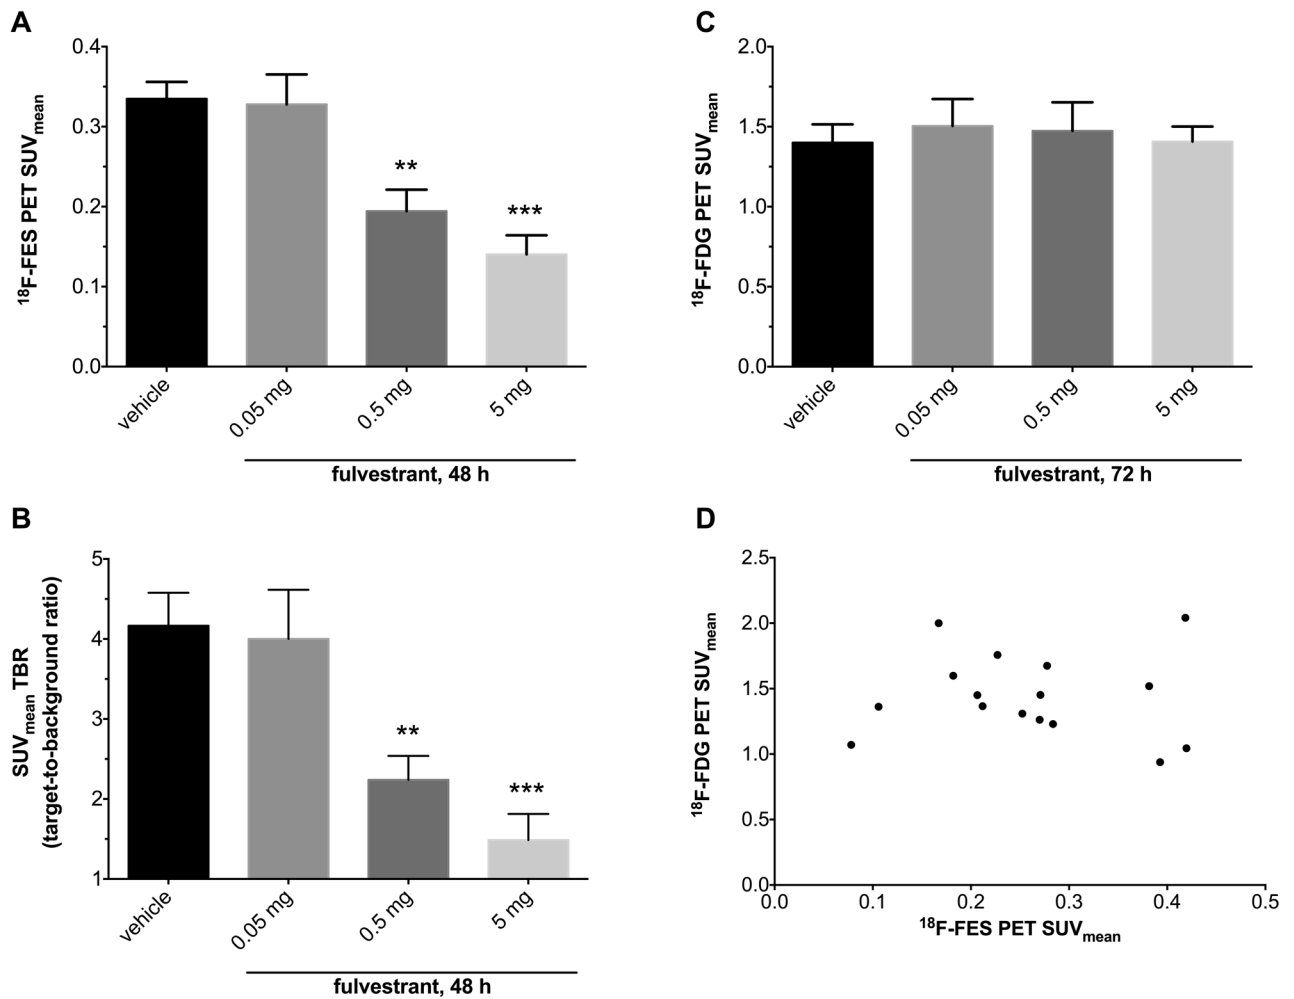 A
0.4
0.3
0.2
0.1
0.0
18F-FES PET SUVmean
**
***
vehicle
0.05 mg
0.5 mg
5 mg
fulvestrant, 48 h
C
2.0
1.5
1.0
0.5
0.0
18F-FDG PET SUVmean
vehicle
0.05 mg
0.5 mg
5 mg
fulvestrant, 72 h
B
5
4
3
2
1
SUVmean TBR
(target-to-background ratio)
**
***
vehicle
0.05 mg
0.5 mg
5 mg
fulvestrant, 48 h
D
2.5
2.0
1.5
1.0
0.5
0.0
18F-FDG PET SUVmean
0.0 0.1 0.2 0.3 0.4 0.5
18F-FES PET SUVmean